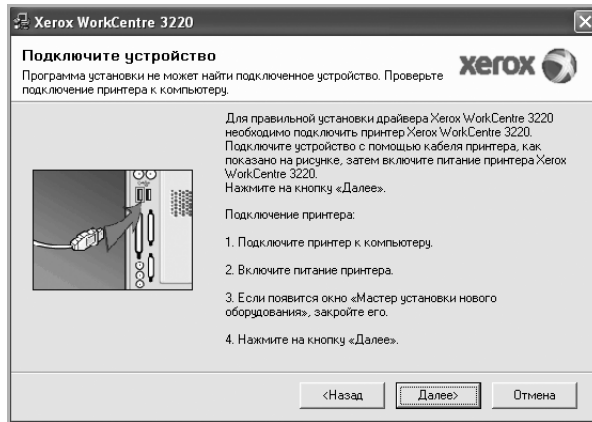 Xerox WorkCentre 3220
Подключите устройство
Программа установки не может найти подключенное устройство. Проверьте
подключение принтера к компьютеру.
xerox
Для правильной установки драйвера Xerox WorkCentre 3220
необходимо подключить принтер Xerox WorkCentre 3220.
Подключите устройство с помощью кабеля принтера, как
показано на рисунке, затем включите питание принтера Xerox
WorkCentre 3220.
Нажмите на кнопку «Далее».
Подключение принтера:
1. Подключите принтер к компьютеру.
2. Включите питание принтера.
3. Если появится окно «Мастер установки нового
оборудования», закройте его.
4. Нажмите на кнопку «Далее».
<Назад
Далее>
Отмена